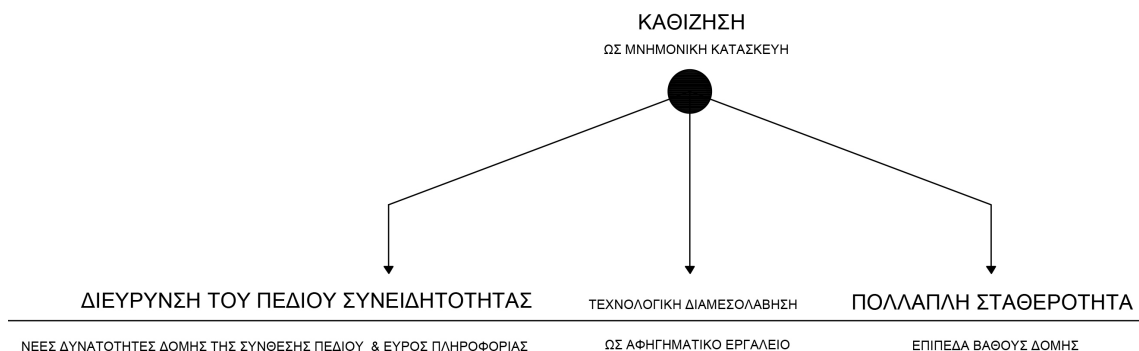 ΚΑΘΙΖΗΣΗ
ΩΣ ΜΝΗΜΟΝΙΚΗ ΚΑΤΑΣΚΕΥΗ
ΔΙΕΥΡΥΝΣΗ ΤΟΥ ΠΕΔΙΟΥ ΣΥΝΕΙΔΗΤΟΤΗΤΑΣ
ΤΕΧΝΟΛΟΓΙΚΗ ΔΙΑΜΕΣΟΛΑΒΗΣΗ
ΠΟΛΛΑΠΛΗ ΣΤΑΘΕΡΟΤΗΤΑ
ΝΕΕΣ ΔΥΝΑΤΟΤΗΤΕΣ ΔΟΜΗΣ ΤΗΣ ΣΥΝΘΕΣΗΣ ΠΕΔΙΟΥ & ΕΥΡΟΣ ΠΛΗΡΟΦΟΡΙΑΣ
ΩΣ ΑΦΗΓΗΜΑΤΙΚΟ ΕΡΓΑΛΕΙΟ
ΕΠΙΠΕΔΑ ΒΑΘΟΥΣ ΔΟΜΗΣ